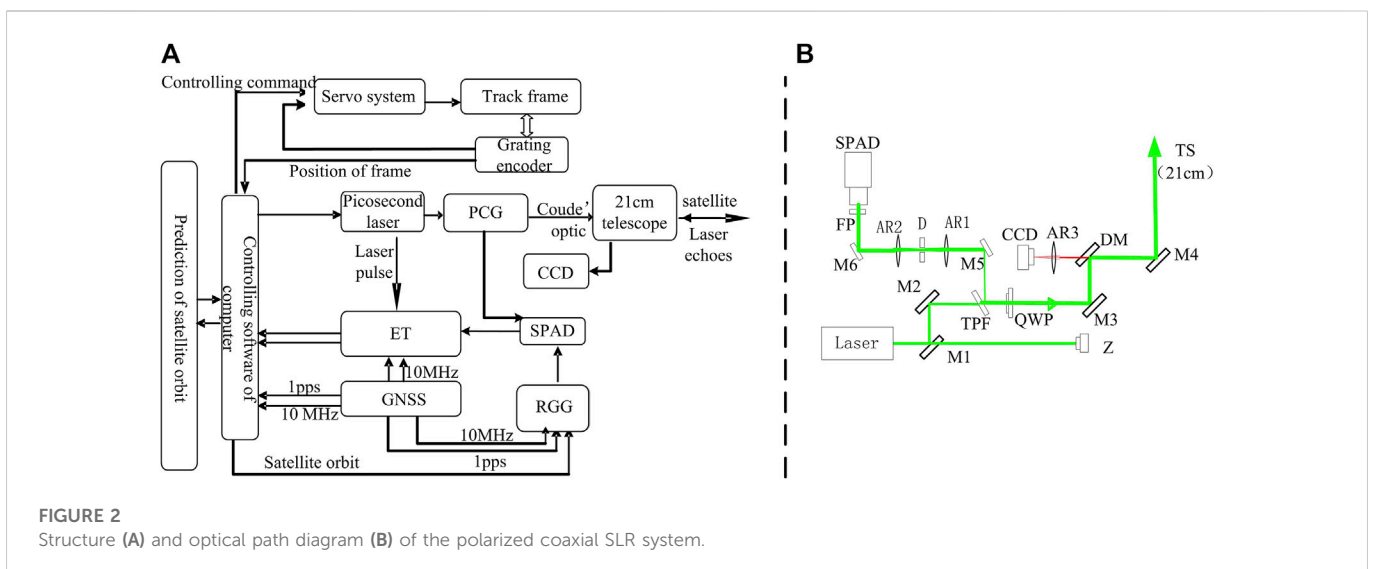 A
Controlling command
Servo system
Track frame
Grating
encoder
Position of frame
Prediction of satellite orbit
Controlling software of
computer
Picosecond
laser
PCG
Coude’
optic
21cm
telescope
satellite
Laser
echoes
Laser
pulse
CCD
ET
SPAD
10MHz
1pps
10 MHz
GNSS
RGG
10MHz
1pps
Satellite orbit
B
SPAD
TS
(21cm)
FP
AR2
D
AR1
CCD
AR3
DM
M6
M5
M4
M2
TPF
QWP
M3
Laser
M1
Z
FIGURE 2
Structure (A) and optical path diagram (B) of the polarized coaxial SLR system.